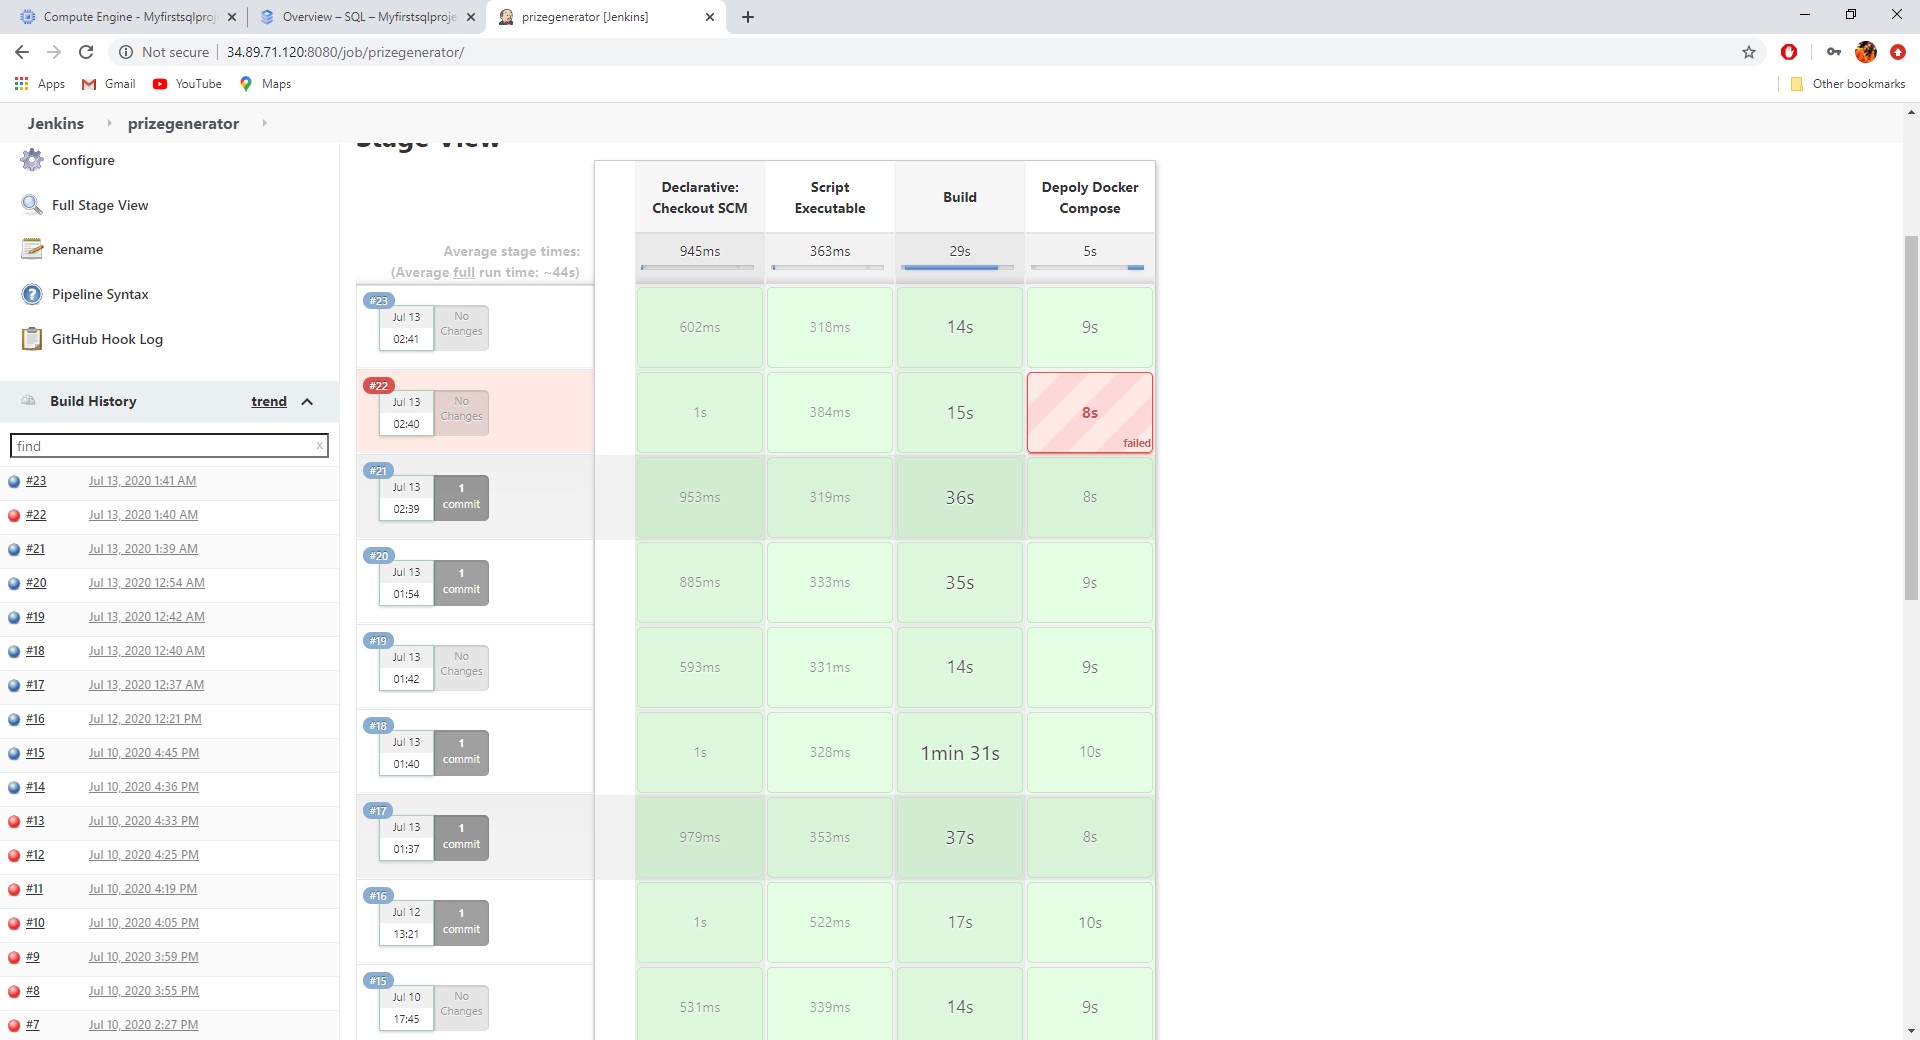 Compute Engine - Myfirstsqlproje
Overview – SQL – Myfirstsqlproje
prizegenerator [Jenkins]
Not secure
34.89.71.120:8080/job/prizegenerator/
Apps
Gmail
YouTube
Maps
Other bookmarks
Jenkins
prizegenerator
Configure
Full Stage View
Rename
Pipeline Syntax
GitHub Hook Log
Build History
trend
find
x
#23 Jul 13, 2020 1:41 AM
#22 Jul 13, 2020 1:40 AM
#21 Jul 13, 2020 1:39 AM
#20 Jul 13, 2020 12:54 AM
#19 Jul 13, 2020 12:42 AM
#18 Jul 13, 2020 12:40 AM
#17 Jul 13, 2020 12:37 AM
#16 Jul 12, 2020 12:21 PM
#15 Jul 10, 2020 4:45 PM
#14 Jul 10, 2020 4:36 PM
#13 Jul 10, 2020 4:33 PM
#12 Jul 10, 2020 4:25 PM
#11 Jul 10, 2020 4:19 PM
#10 Jul 10, 2020 4:05 PM
#9 Jul 10, 2020 3:59 PM
#8 Jul 10, 2020 3:55 PM
#7 Jul 10, 2020 2:27 PM
Stage View
Declarative:
Checkout SCM
Script
Executable
Build
Depoly Docker
Compose
Average stage times:
(Average full run time: ~44s)
945ms
363ms
29s
5s
#23
Jul 13
02:41
No
Changes
602ms
318ms
14s
9s
#22
Jul 13
02:40
No
Changes
1s
384ms
15s
8s
failed
#21
Jul 13
02:39
1
commit
953ms
319ms
36s
8s
#20
Jul 13
01:54
1
commit
885ms
333ms
35s
9s
#19
Jul 13
01:42
No
Changes
593ms
331ms
14s
9s
#18
Jul 13
01:40
1
commit
1s
328ms
1min 31s
10s
#17
Jul 13
01:37
1
commit
979ms
353ms
37s
8s
#16
Jul 12
13:21
1
commit
1s
522ms
17s
10s
#15
Jul 10
17:45
No
Changes
531ms
339ms
14s
9s